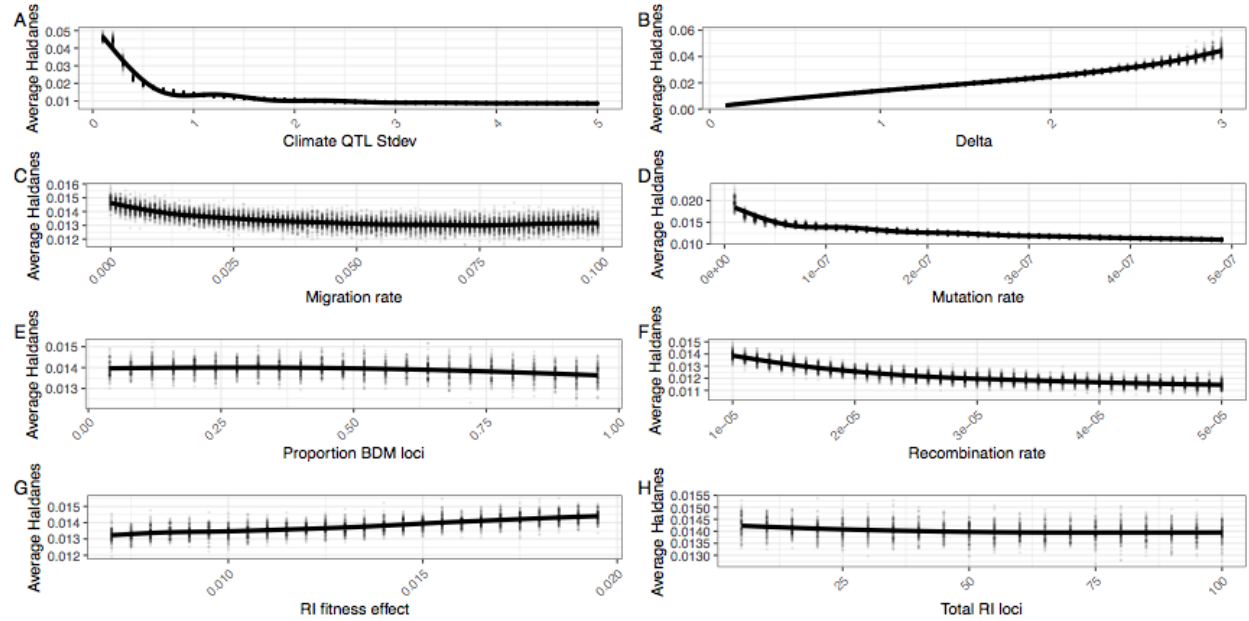 A
Average Haldanes
0.05
0.04
0.03
0.02
0.01
0
1
2
3
4
5
Climate QTL Stdev
B
Average Haldanes
0.06
0.04
0.02
0.00
0
1
2
3
Delta
C
Average Haldanes
0.016
0.015
0.014
0.013
0.012
0.000
0.025
0.050
0.075
0.100
Migration rate
D
Average Haldanes
0.020
0.015
0.010
0e+00
1e−07
2e−07
3e−07
4e−07
5e−07
Mutation rate
E
Average Haldanes
0.015
0.014
0.013
0.00
0.25
0.50
0.75
1.00
Proportion BDM loci
F
Average Haldanes
0.015
0.014
0.013
0.012
0.011
1e−05
2e−05
3e−05
4e−05
5e−05
Recombination rate
G
Average Haldanes
0.015
0.014
0.013
0.012
0.010
0.015
0.020
RI fitness effect
H
Average Haldanes
0.0155
0.0150
0.0145
0.0140
0.0135
0.0130
25
50
75
100
Total RI loci